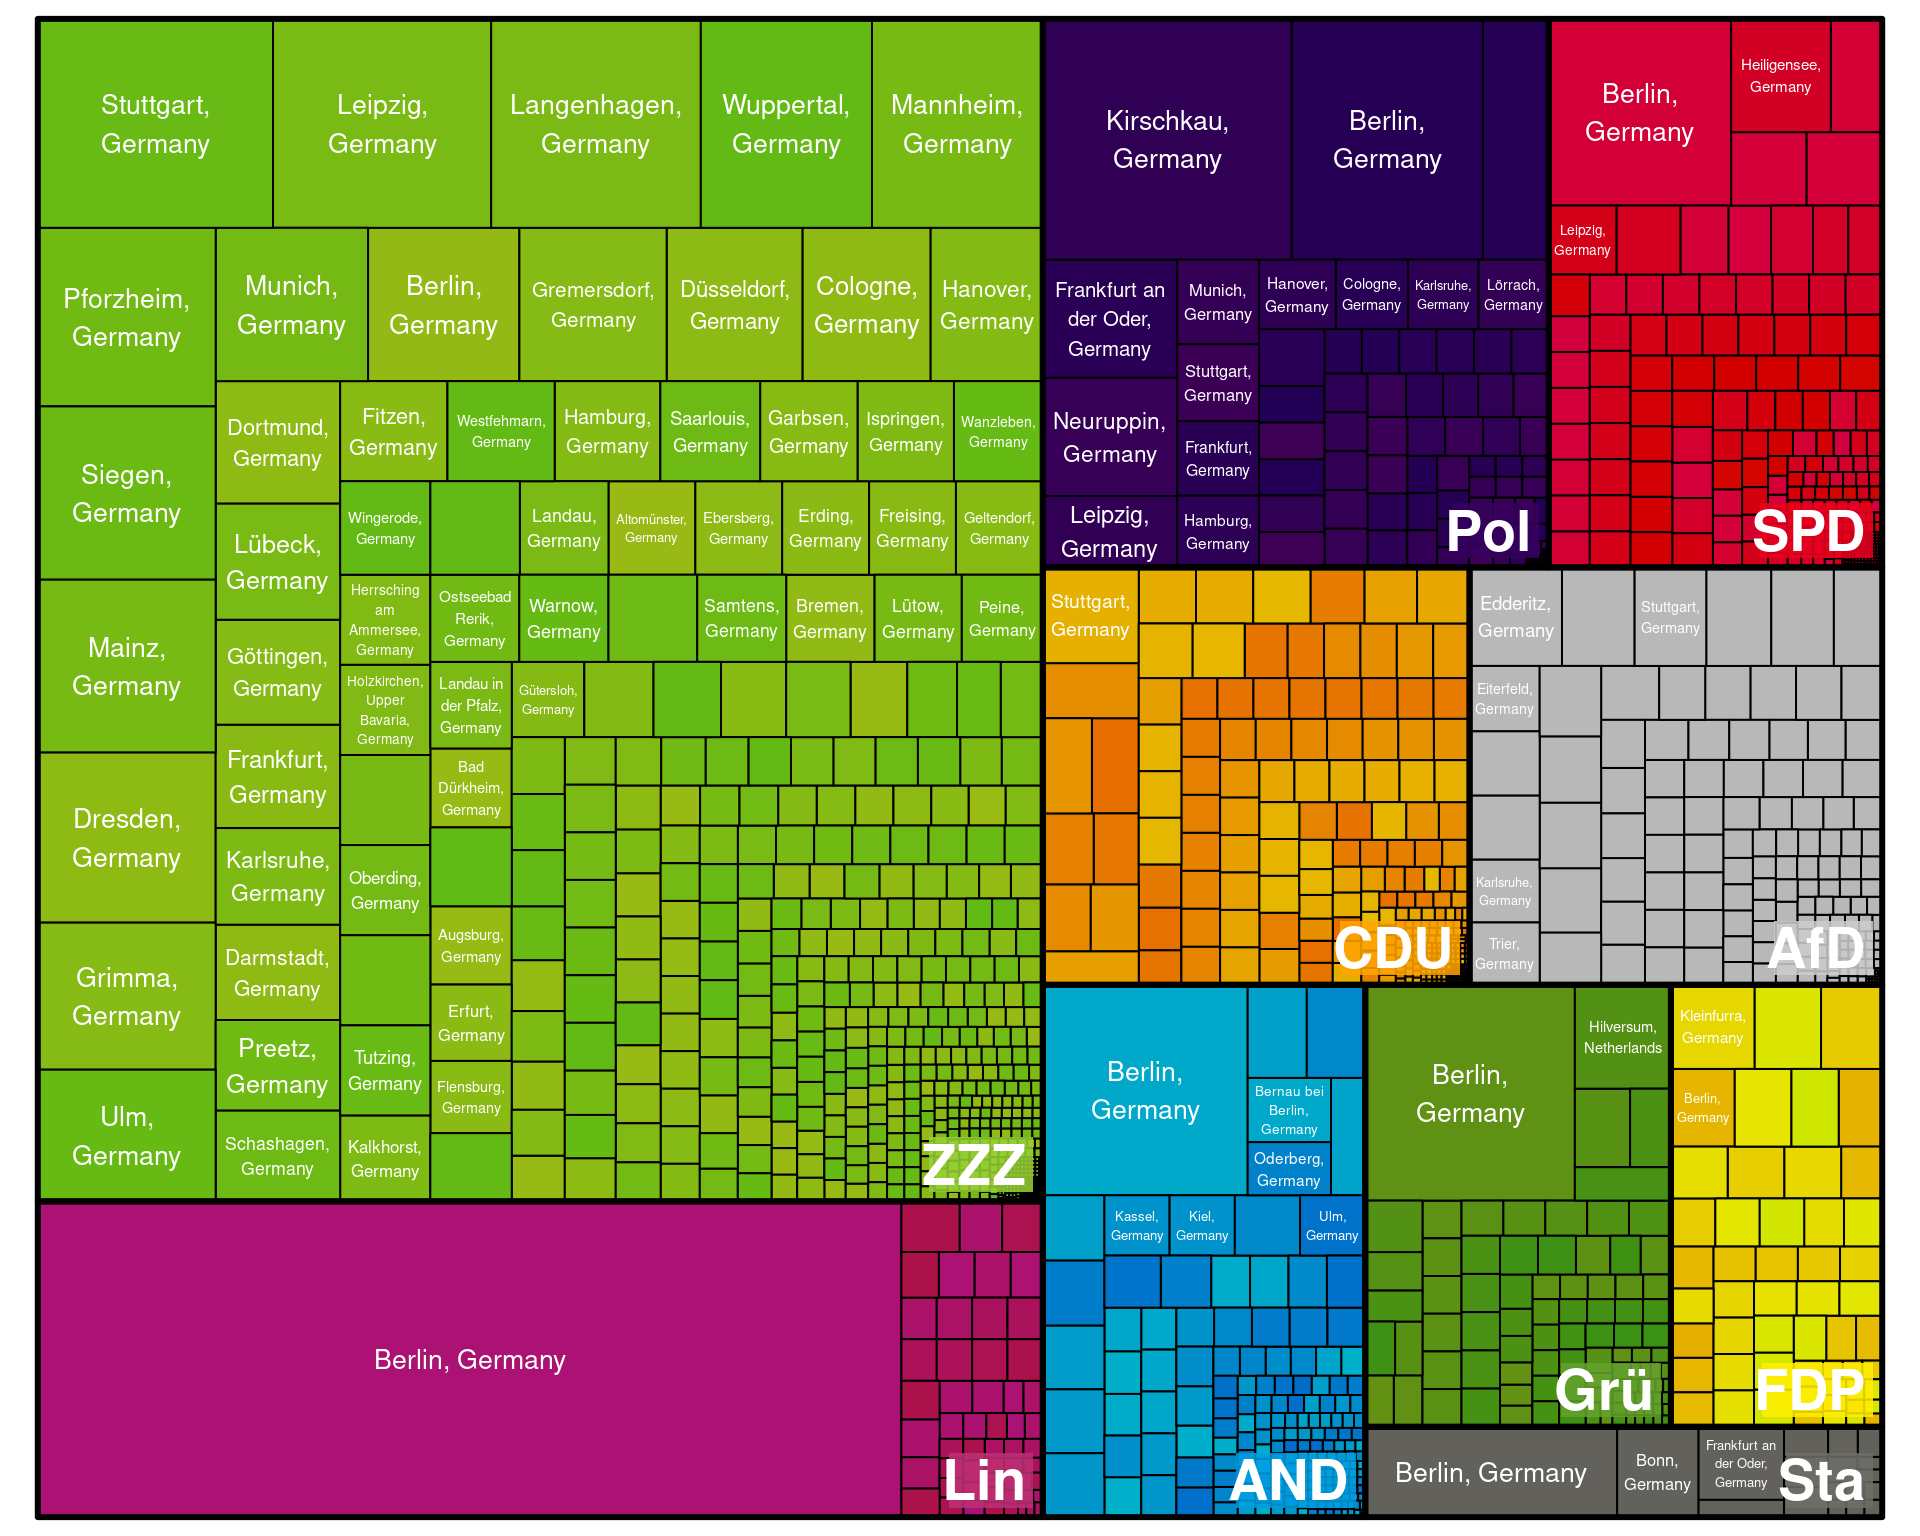 Stuttgart,
Germany
Leipzig,
Germany
Langenhagen,
Germany
Wuppertal,
Germany
Mannheim,
Germany
Pforzheim,
Germany
Munich,
Germany
Berlin,
Germany
Gremersdorf,
Germany
Düsseldorf,
Germany
Cologne,
Germany
Hanover,
Germany
Siegen,
Germany
Dortmund,
Germany
Fitzen,
Germany
Westfehmarn,
Germany
Hamburg,
Germany
Saarlouis,
Germany
Garbsen,
Germany
Ispringen,
Germany
Wanzleben,
Germany
Lübeck,
Germany
Wingerode,
Germany
Landau,
Germany
Altomünster,
Germany
Ebersberg,
Germany
Erding,
Germany
Freising,
Germany
Geltendorf,
Germany
Mainz,
Germany
Göttingen,
Germany
Herrsching
am
Ammersee,
Germany
Ostseebad
Rerik,
Germany
Warnow,
Germany
Samtens,
Germany
Bremen,
Germany
Lütow,
Germany
Peine,
Germany
Holzkirchen,
Upper
Bavaria,
Germany
Landau in
der Pfalz,
Germany
Gütersloh,
Germany
Dresden,
Germany
Frankfurt,
Germany
Bad
Dürkheim,
Germany
Karlsruhe,
Germany
Oberding,
Germany
Grimma,
Germany
Darmstadt,
Germany
Augsburg,
Germany
Erfurt,
Germany
Ulm,
Germany
Preetz,
Germany
Tutzing,
Germany
Flensburg,
Germany
Schashagen,
Germany
Kalkhorst,
Germany
ZZZ
Berlin, Germany
Lin
Kirschkau,
Germany
Berlin,
Germany
Frankfurt an
der Oder,
Germany
Munich,
Germany
Hanover,
Germany
Cologne,
Germany
Karlsruhe,
Germany
Lörrach,
Germany
Stuttgart,
Germany
Neuruppin,
Germany
Frankfurt,
Germany
Leipzig,
Germany
Hamburg,
Germany
Pol
Berlin,
Germany
Heiligensee,
Germany
Leipzig,
Germany
SPD
Stuttgart,
Germany
CDU
Edderitz,
Germany
Stuttgart,
Germany
Eiterfeld,
Germany
Karlsruhe,
Germany
Trier,
Germany
AfD
Berlin,
Germany
Bernau bei
Berlin,
Germany
Oderberg,
Germany
Kassel,
Germany
Kiel,
Germany
Ulm,
Germany
AND
Berlin,
Germany
Hilversum,
Netherlands
Grü
Kleinfurra,
Germany
Berlin,
Germany
FDP
Berlin, Germany
Bonn,
Germany
Frankfurt an
der Oder,
Germany
Sta